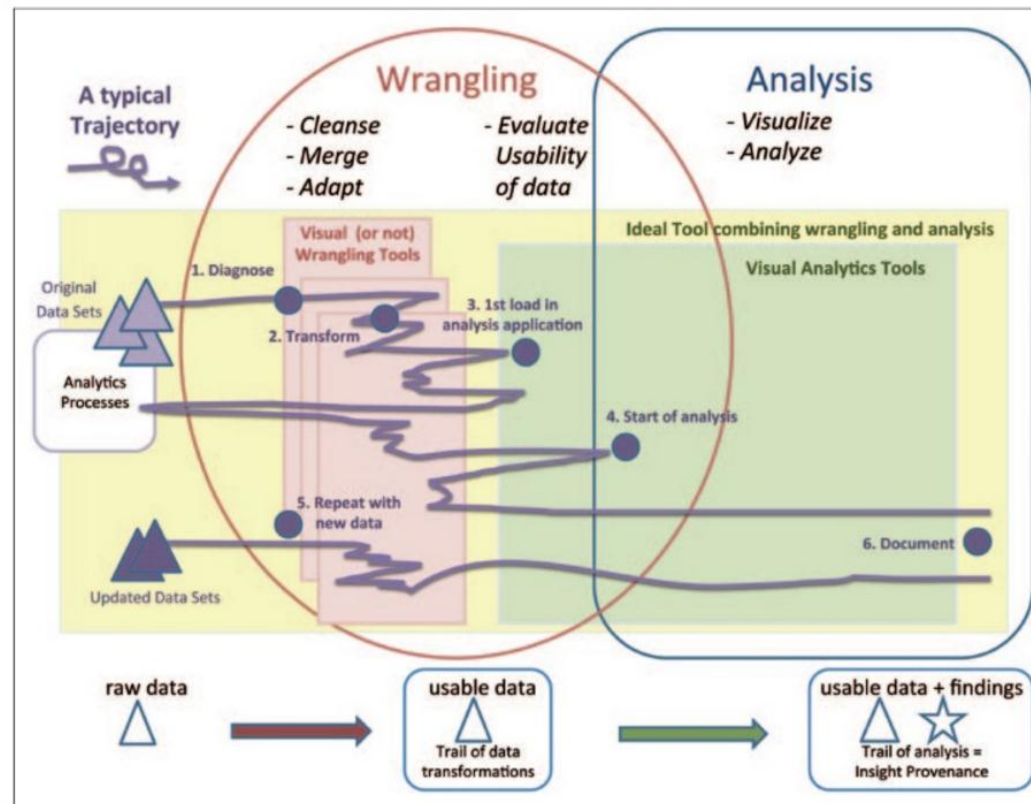 Wrangling
Analysis
A typical
Trajectory
- Cleanse
- Merge
- Adapt
- Evaluate
Usability
of data
- Visualize
- Analyze
Visual (or not)
Wrangling Tools
Ideal Tool combining wrangling and analysis
Visual Analytics Tools
Original
Data Sets
1. Diagnose
2. Transform
3. 1st load in
analysis application
Analytics
Processes
4. Start of analysis
5. Repeat with
new data
6. Document
Updated Data Sets
raw data
usable data
Trail of data
transformations
usable data + findings
Trail of analysis =
Insight Provenance